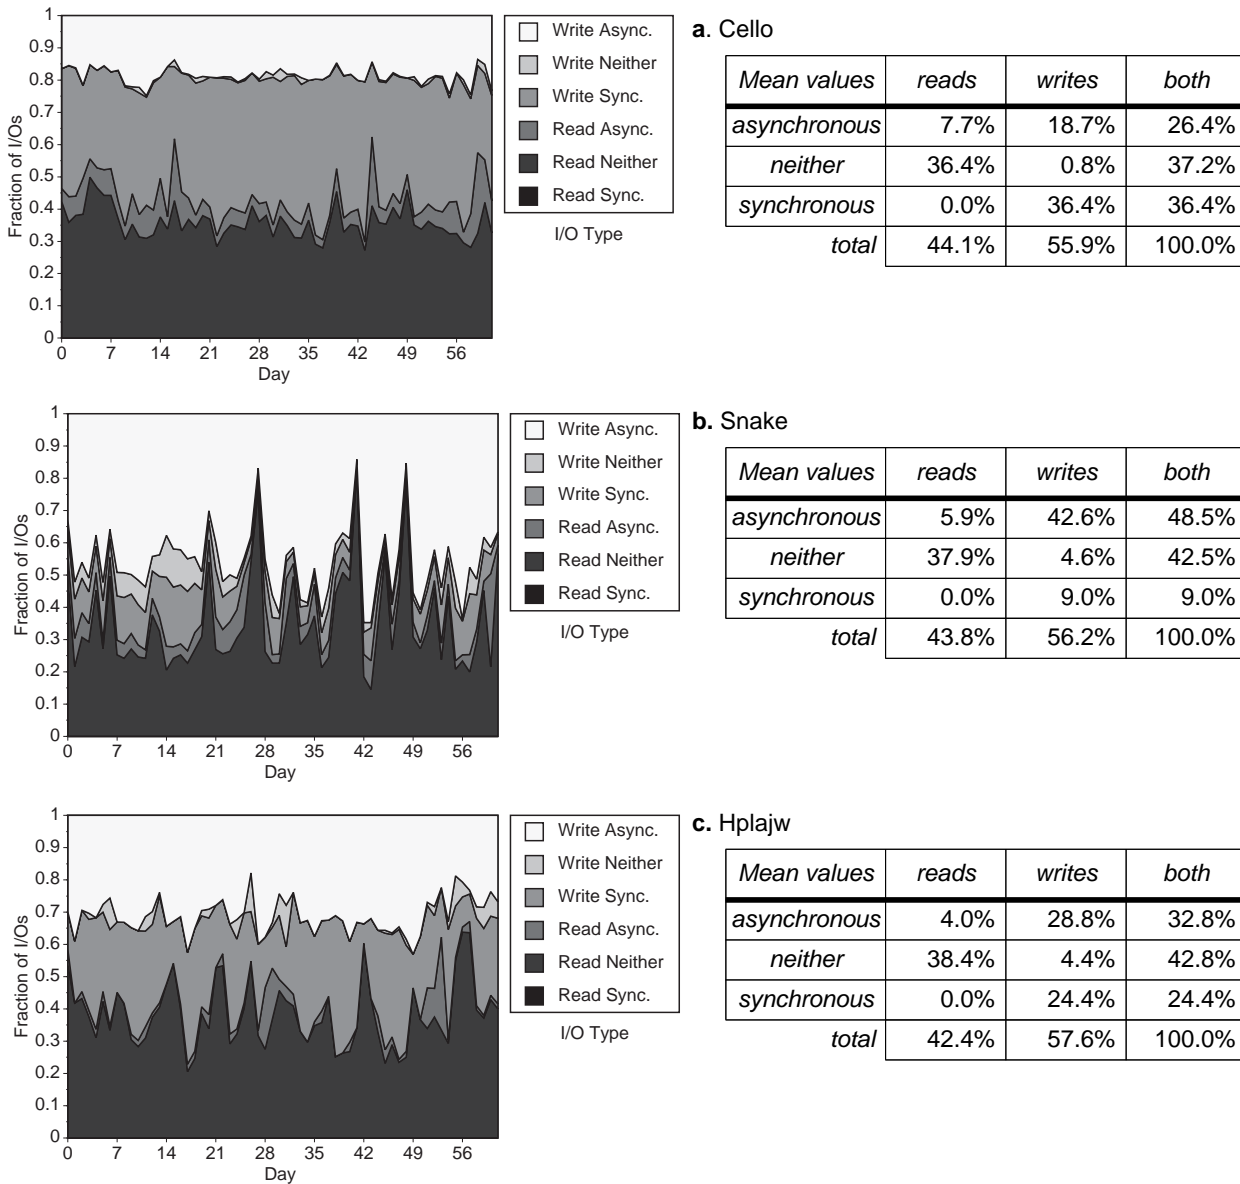 a. Cello
1
0.9
0.8
0.7
0.6
0.5
0.4
0.3
0.2
0.1
0
Fraction of I/Os
0 7 14 21 28 35 42 49 56
Day
Write Async.
Write Neither
Write Sync.
Read Async.
Read Neither
Read Sync.
I/O Type
Mean values reads writes both
asynchronous 7.7% 18.7% 26.4%
neither 36.4% 0.8% 37.2%
synchronous 0.0% 36.4% 36.4%
total 44.1% 55.9% 100.0%
b. Snake
1
0.9
0.8
0.7
0.6
0.5
0.4
0.3
0.2
0.1
0
Fraction of I/Os
0 7 14 21 28 35 42 49 56
Day
Write Async.
Write Neither
Write Sync.
Read Async.
Read Neither
Read Sync.
I/O Type
Mean values reads writes both
asynchronous 5.9% 42.6% 48.5%
neither 37.9% 4.6% 42.5%
synchronous 0.0% 9.0% 9.0%
total 43.8% 56.2% 100.0%
c. Hplajw
1
0.9
0.8
0.7
0.6
0.5
0.4
0.3
0.2
0.1
0
Fraction of I/Os
0 7 14 21 28 35 42 49 56
Day
Write Async.
Write Neither
Write Sync.
Read Async.
Read Neither
Read Sync.
I/O Type
Mean values reads writes both
asynchronous 4.0% 28.8% 32.8%
neither 38.4% 4.4% 42.8%
synchronous 0.0% 24.4% 24.4%
total 42.4% 57.6% 100.0%